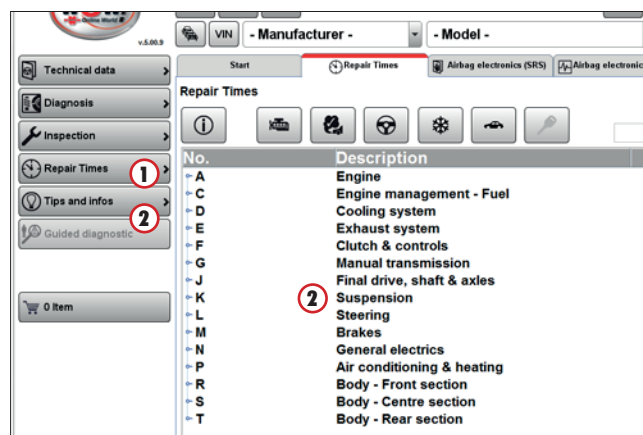 Online World
v.5.00.9
VIN
- Manufacturer -
- Model -
Technical data
Diagnosis
Inspection
Repair Times
1
Tips and infos
2
Guided diagnostic
0 Item
Start
Repair Times
Airbag electronics (SRS)
Airbag electronic
Repair Times
No. Description
A Engine
C Engine management - Fuel
D Cooling system
E Exhaust system
F Clutch & controls
G Manual transmission
J Final drive, shaft & axles
K 2 Suspension
L Steering
M Brakes
N General electrics
P Air conditioning & heating
R Body - Front section
S Body - Centre section
T Body - Rear section